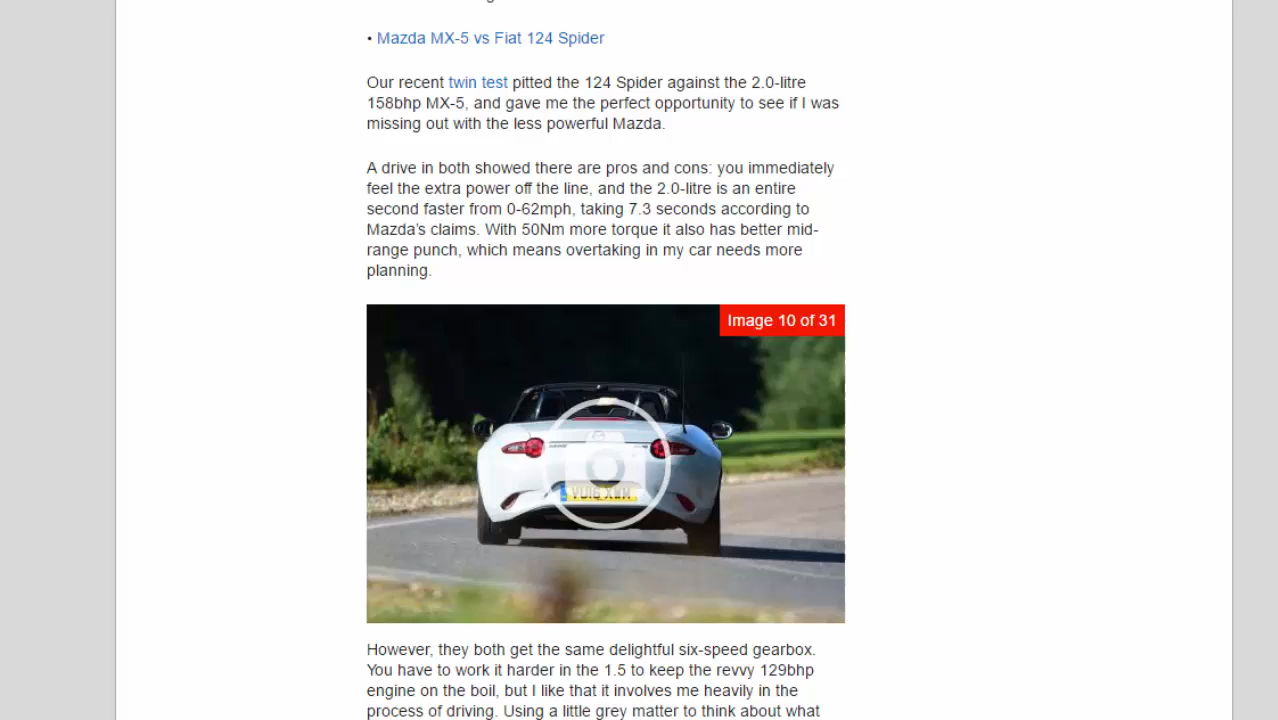 • Mazda MX-5 vs Fiat 124 Spider
Our recent twin test pitted the 124 Spider against the 2.0-litre
158bhp MX-5, and gave me the perfect opportunity to see if I was
missing out with the less powerful Mazda.
A drive in both showed there are pros and cons: you immediately
feel the extra power off the line, and the 2.0-litre is an entire
second faster from 0-62mph, taking 7.3 seconds according to
Mazda's claims. With 50Nm more torque it also has better mid-
range punch, which means overtaking in my car needs more
planning.
Image 10 of 31
However, they both get the same delightful six-speed gearbox.
You have to work it harder in the 1.5 to keep the revvy 129bhp
engine on the boil, but I like that it involves me heavily in the
process of driving. Using a little grey matter to think about what